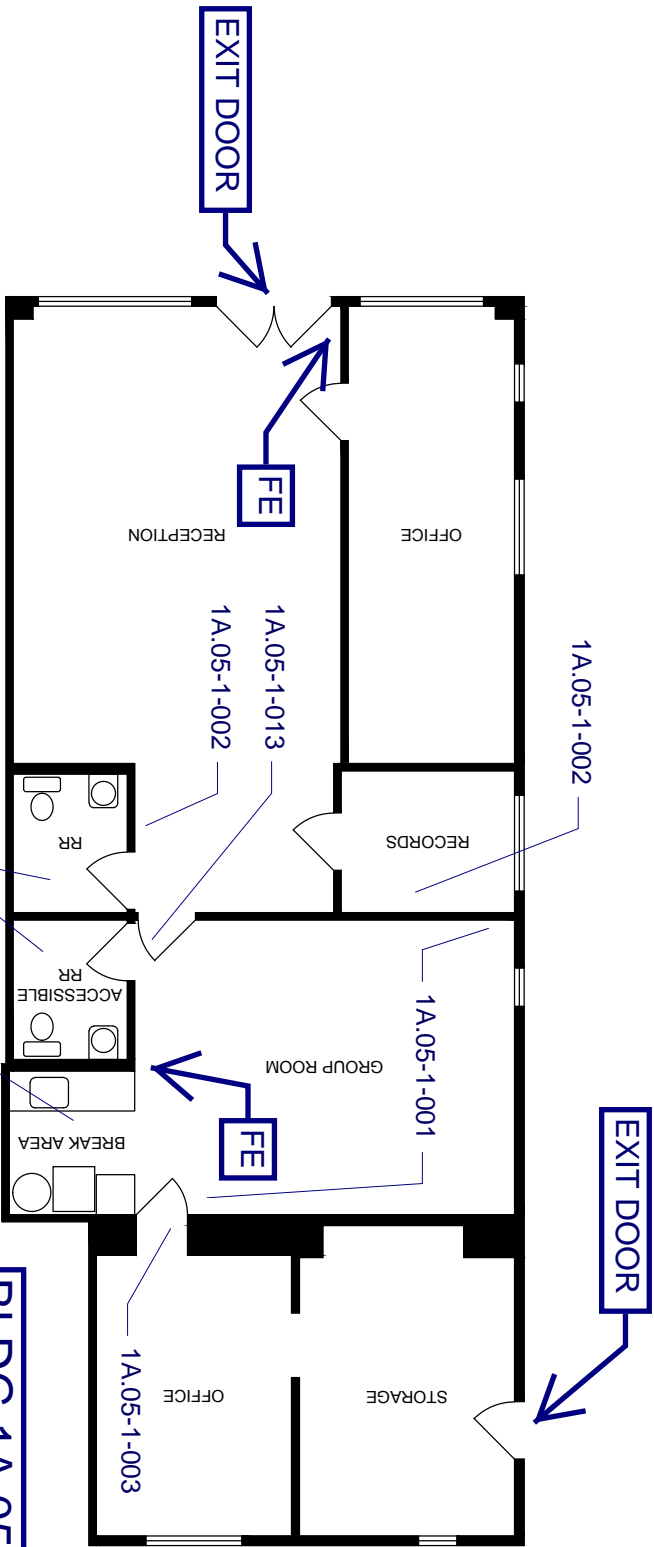 EXIT DOOR
FE
RECEPTION
OFFICE
1A.05-1-002
1A.05-1-013
1A.05-1-002
RR
RECORDS
ACCESSIBLE
RR
GROUP ROOM
1A.05-1-001
BREAK AREA
FE
EXIT DOOR
1A.05-1-003
OFFICE
STORAGE